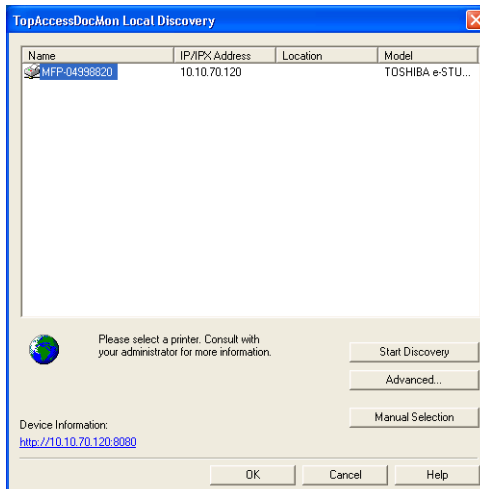 TopAccessDocMon Local Discovery
Name IP/IPX Address Location Model
MFP-04998820 10.10.70.120 TOSHIBA e-STU...
Please select a printer. Consult with
your administrator for more information.
Start Discovery
Advanced...
Manual Selection
Device Information:
http://10.10.70.120:8080
OK Cancel Help